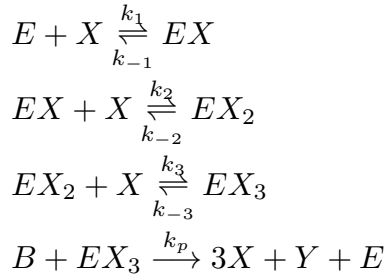 E + X \underset{k_{-1}}{\overset{k_1}{\rightleftharpoons}} EX
EX + X \underset{k_{-2}}{\overset{k_2}{\rightleftharpoons}} EX_2
EX_2 + X \underset{k_{-3}}{\overset{k_3}{\rightleftharpoons}} EX_3
B + EX_3 \xrightarrow{k_p} 3X + Y + E